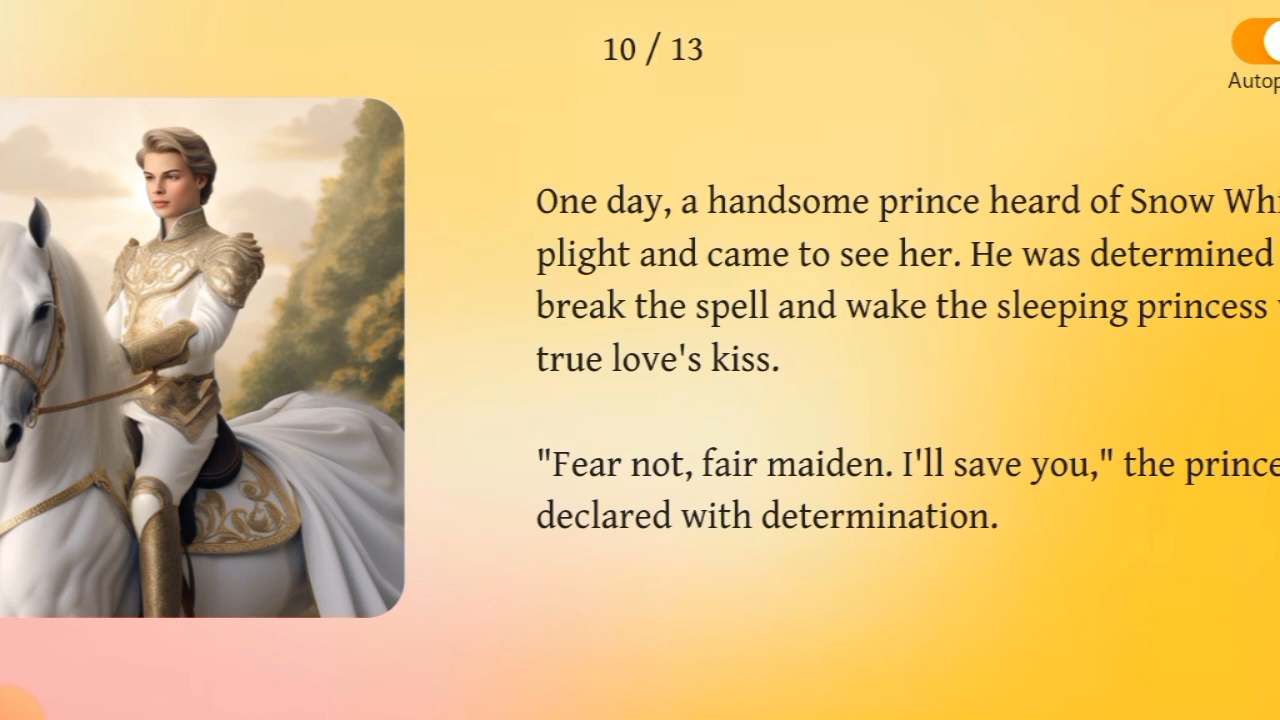 10 / 13
One day, a handsome prince heard of Snow
plight and came to see her. He was determined
break the spell and wake the sleeping princess
true love's kiss.
"Fear not, fair maiden. I'll save you," the prince
declared with determination.